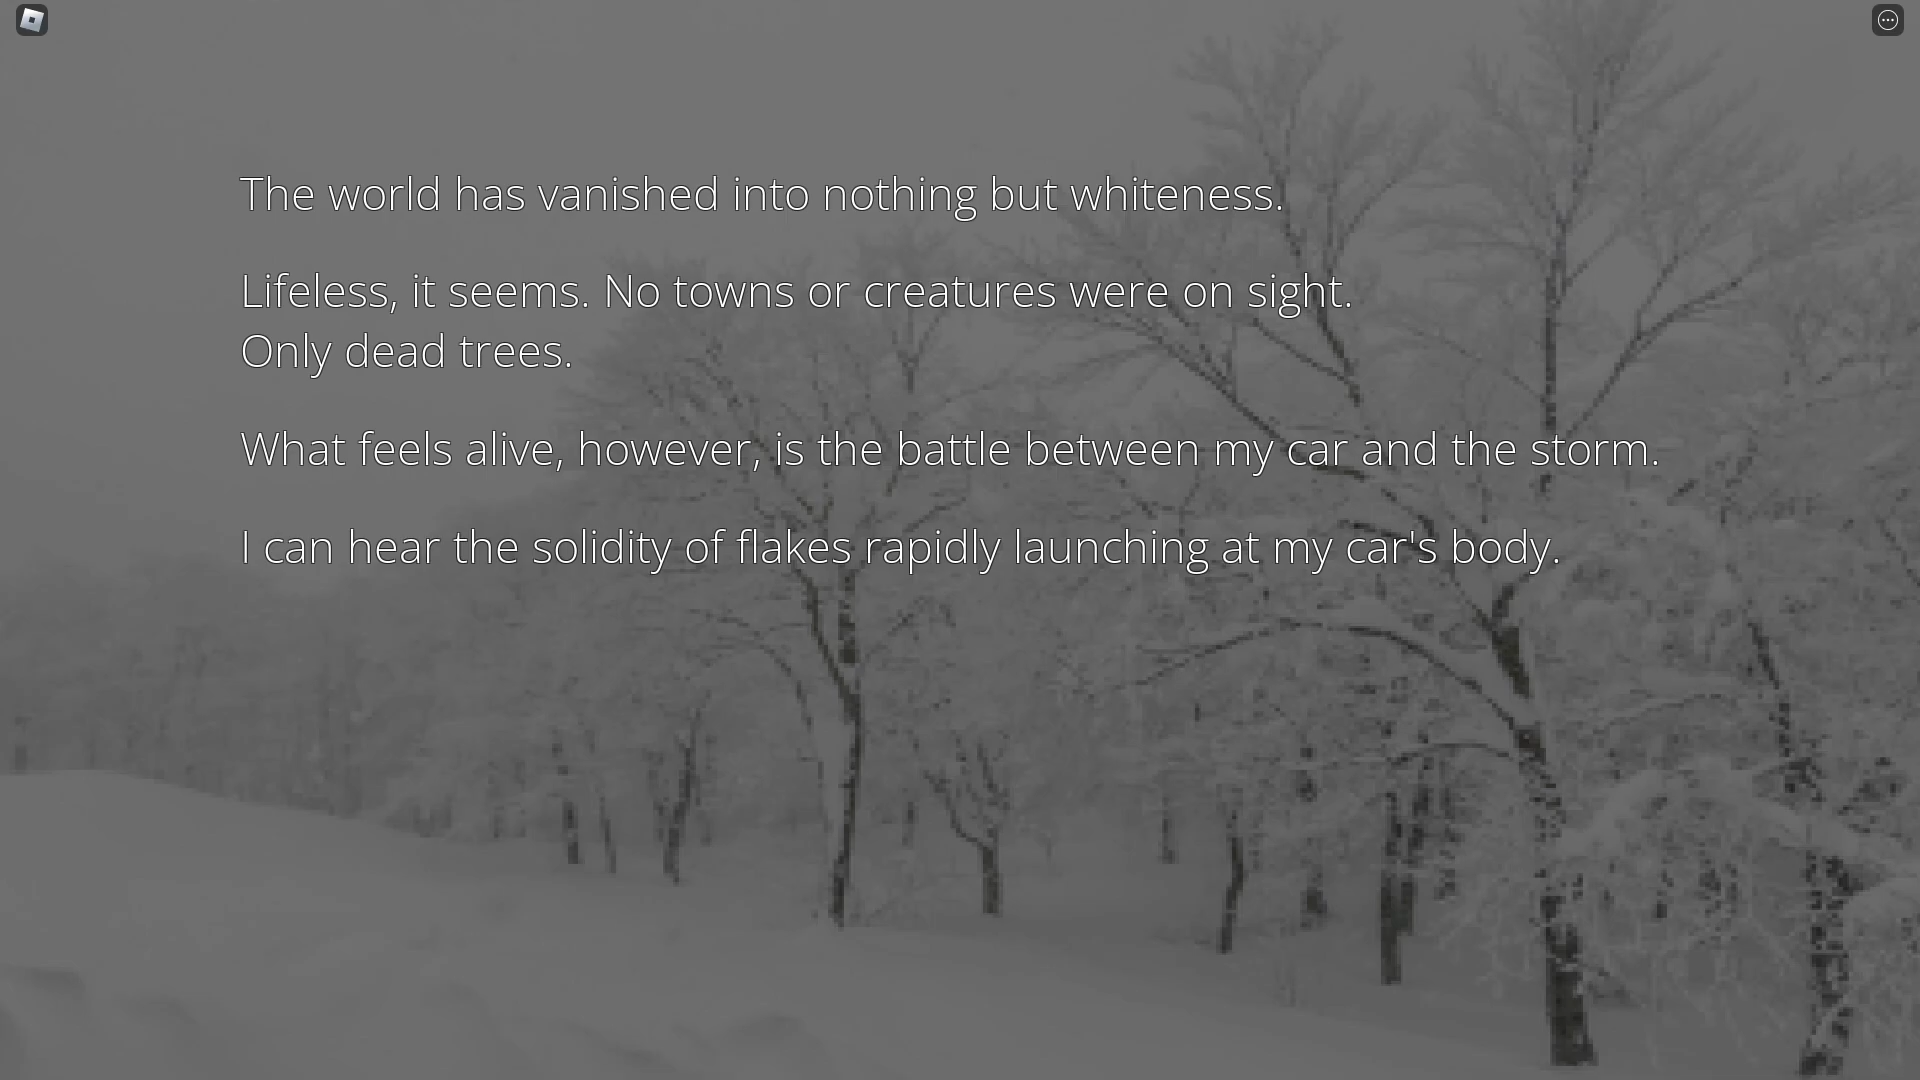 The world has vanished into nothing but whiteness.
Lifeless, it seems. No towns or creatures were on sight.
Only dead trees.
What feels alive, however, is the battle between my car and the storm.
I can hear the solidity of flakes rapidly launching at my car's body.